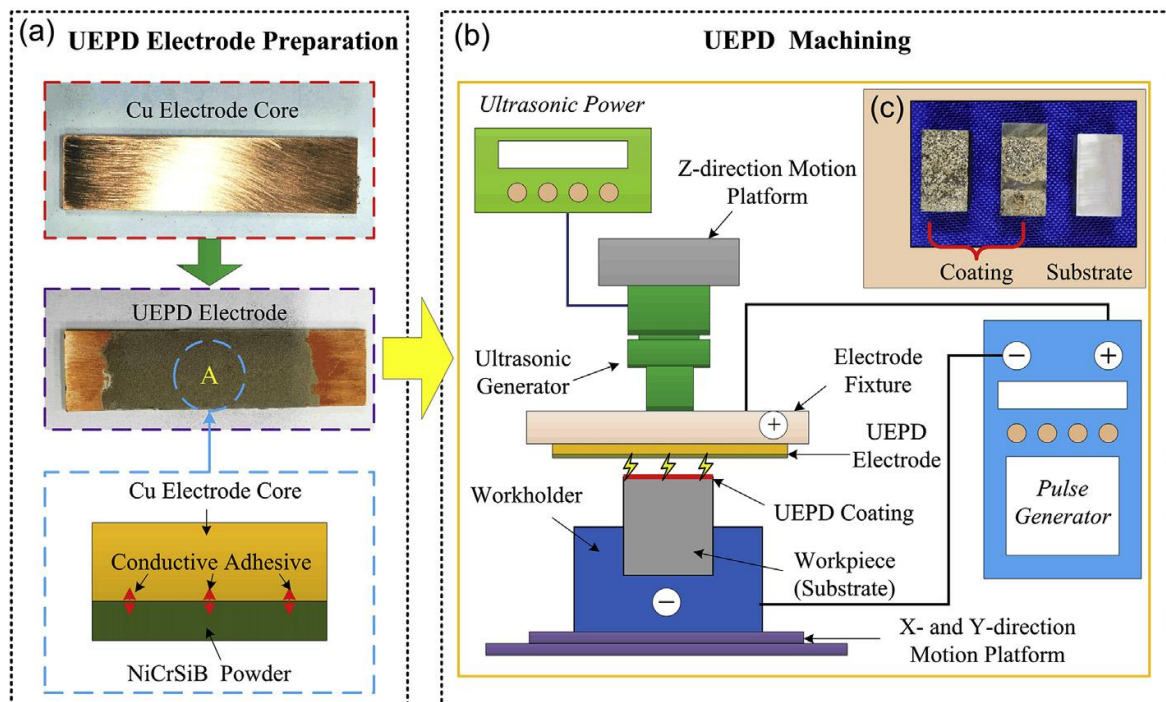 (a)
UEPD Electrode Preparation
Cu Electrode Core
UEPD Electrode
A
Cu Electrode Core
Conductive Adhesive
NiCrSiB Powder
(b)
UEPD Machining
Ultrasonic Power
Z-direction Motion
Platform
Ultrasonic
Generator
Electrode
Fixture
+
UEPD
Electrode
Workholder
UEPD Coating
Workpiece
(Substrate)
−
X- and Y-direction
Motion Platform
(c)
Coating
Substrate
− +
Pulse
Generator